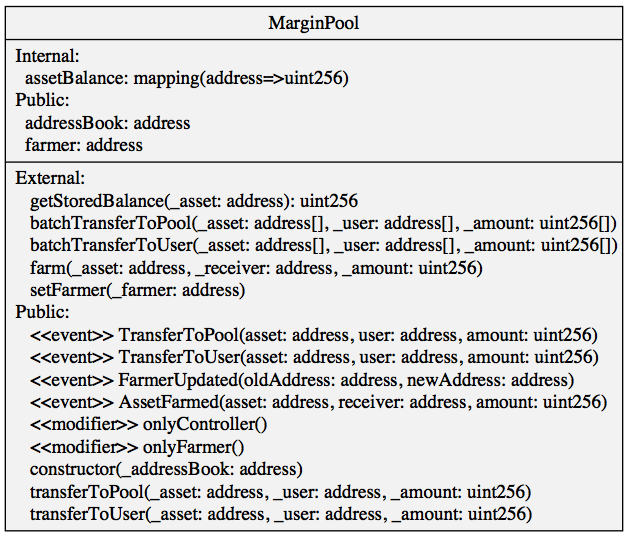 MarginPool
Internal:
assetBalance: mapping(address=>uint256)
Public:
addressBook: address
farmer: address
External:
getStoredBalance(_asset: address): uint256
batchTransferToPool(_asset: address[], _user: address[], _amount: uint256[])
batchTransferToUser(_asset: address[], _user: address[], _amount: uint256[])
farm(_asset: address, _receiver: address, _amount: uint256)
setFarmer(_farmer: address)
Public:
<<event>> TransferToPool(asset: address, user: address, amount: uint256)
<<event>> TransferToUser(asset: address, user: address, amount: uint256)
<<event>> FarmerUpdated(oldAddress: address, newAddress: address)
<<event>> AssetFarmed(asset: address, receiver: address, amount: uint256)
<<modifier>> onlyController()
<<modifier>> onlyFarmer()
constructor(_addressBook: address)
transferToPool(_asset: address, _user: address, _amount: uint256)
transferToUser(_asset: address, _user: address, _amount: uint256)